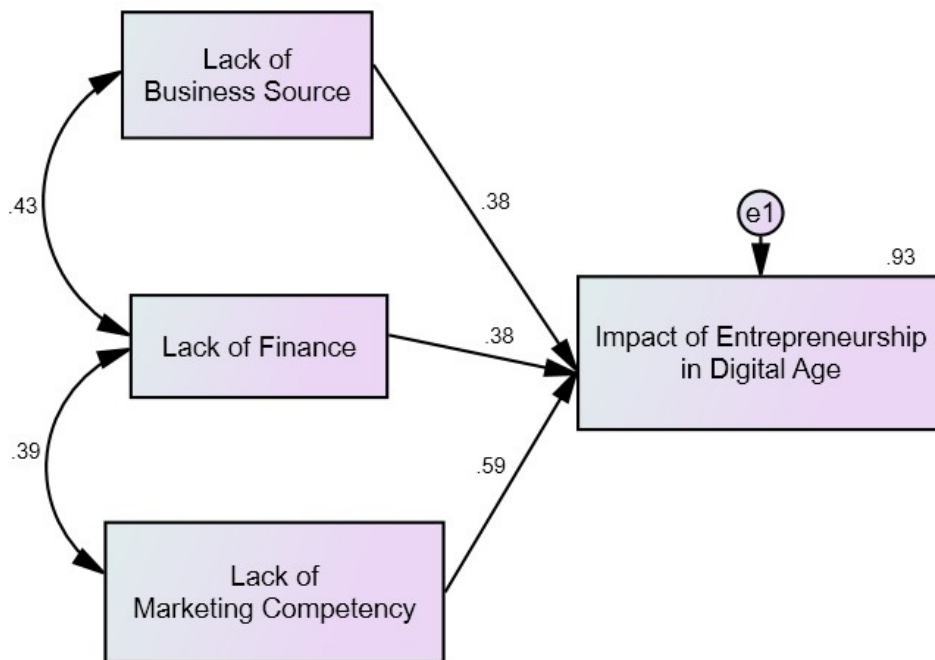 Lack of
Business Source
.43
.38
e1
.93
Lack of Finance
.38
Impact of Entrepreneurship
in Digital Age
.39
.59
Lack of
Marketing Competency